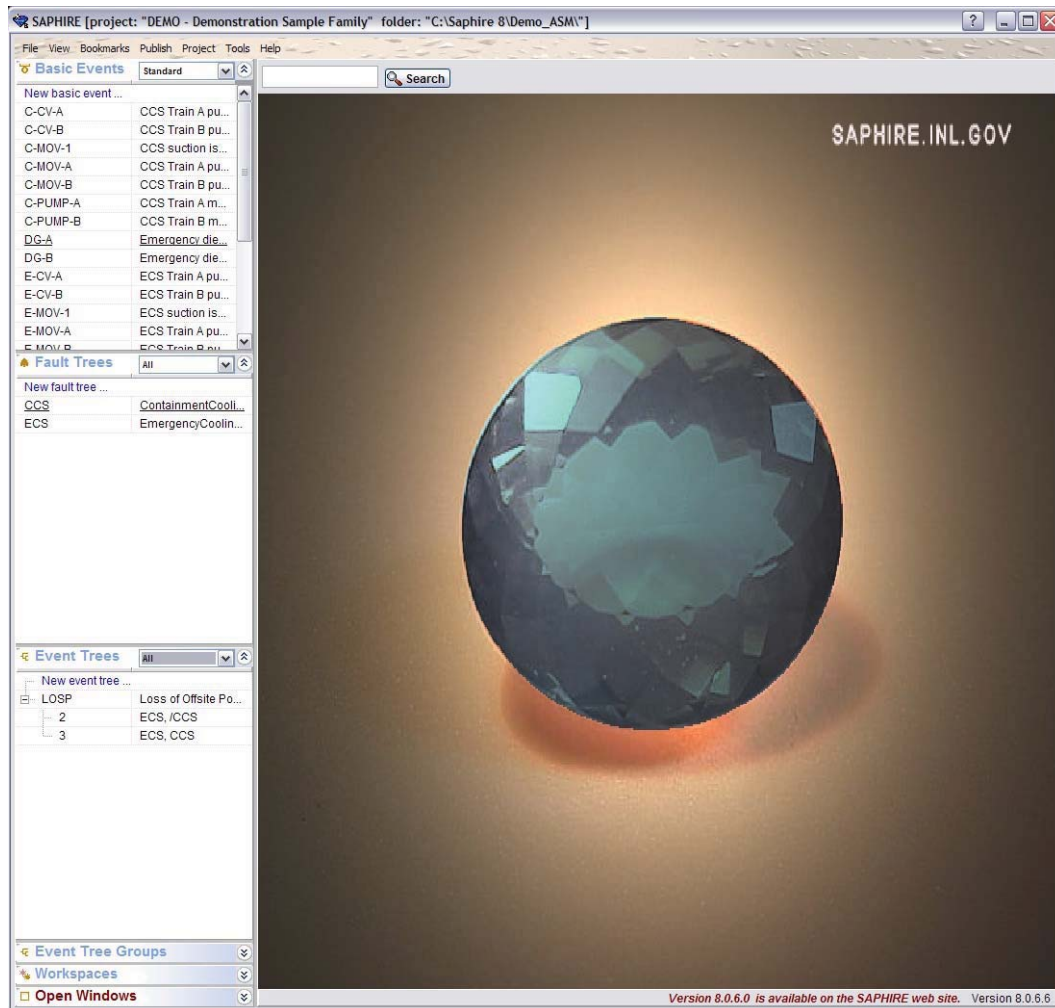 SAPHIRE [project: "DEMO - Demonstration Sample Family" folder: "C:\Saphire 8\Demo_ASM\"]
File View Bookmarks Publish Project Tools Help
Basic Events Standard
Search
New basic event ...
SAPHIRE.INL.GOV
C-CV-A CCS Train A pu...
C-CV-B CCS Train B pu...
C-MOV-1 CCS suction is...
C-MOV-A CCS Train A pu...
C-MOV-B CCS Train B pu...
C-PUMP-A CCS Train A m...
C-PUMP-B CCS Train B m...
DG-A Emergency die...
DG-B Emergency die...
E-CV-A ECS Train A pu...
E-CV-B ECS Train B pu...
E-MOV-1 ECS suction is...
E-MOV-A ECS Train A pu...
E-MOV-B ECS Train B pu...
Fault Trees All
New fault tree ...
CCS ContainmentCooli...
ECS EmergencyCoolin...
Event Trees All
New event tree ...
LOSP Loss of Offsite Po...
2 ECS, /CCS
3 ECS, CCS
Event Tree Groups
Workspaces
Open Windows
Version 8.0.6.0 is available on the SAPHIRE web site. Version 8.0.6.6